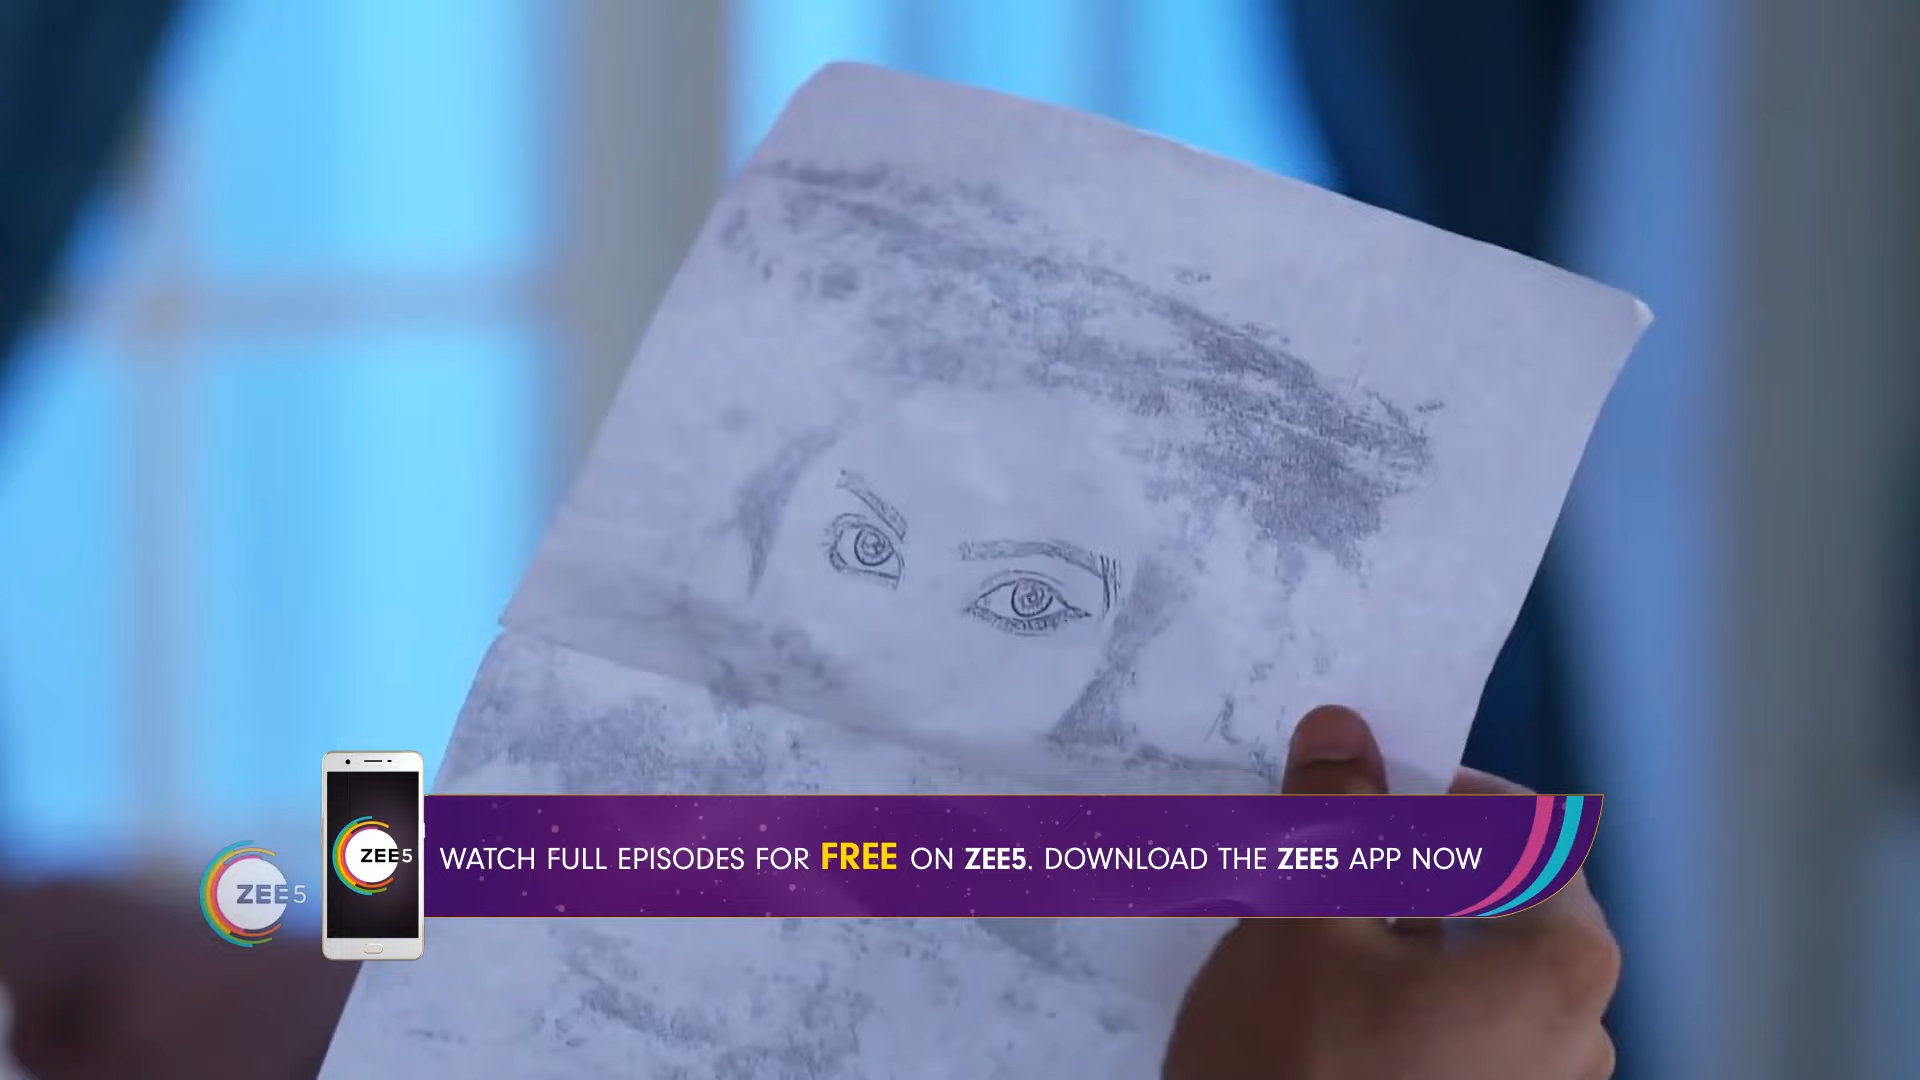 ZEE5
ZEE5
WATCH FULL EPISODES FOR FREE ON ZEE5. DOWNLOAD THE ZEE5 APP NOW